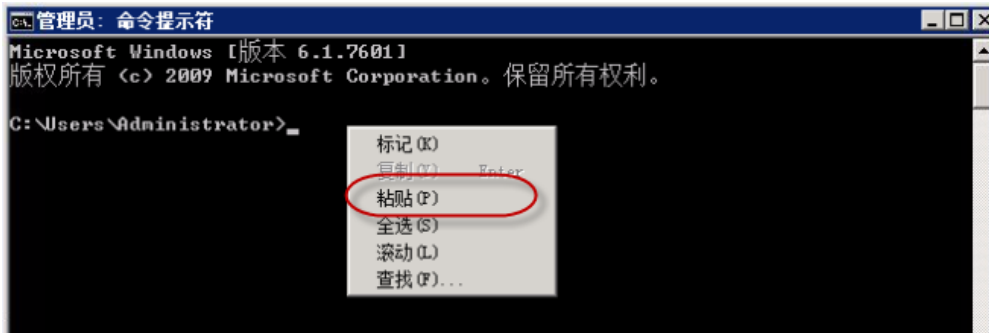 管理员: 命令提示符
Microsoft Windows [版本 6.1.7601]
版权所有 (c) 2009 Microsoft Corporation。保留所有权利。
C:\Users\Administrator>_
标记(K)
复制(Y) Enter
粘贴(P)
全选(S)
滚动(L)
查找(F)...